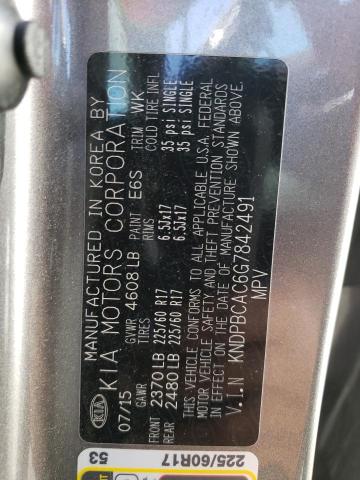 MANUFACTURED IN KOREA BY
KIA MOTORS CORPORATION
KIA
07/15 GVWR 4608 LB PAINT E6S TRIM WK
GAWR TIRES RIMS COLD TIRE INFL
FRONT 2370 LB 225/60 R17 6.5Jx17 35 psi SINGLE
REAR 2480 LB 225/60 R17 6.5Jx17 35 psi SINGLE
THIS VEHICLE CONFORMS TO ALL APPLICABLE U.S.A. FEDERAL
MOTOR VEHICLE SAFETY AND THEFT PREVENTION STANDARDS
IN EFFECT ON THE DATE OF MANUFACTURE SHOWN ABOVE.
V.I.N KNDPBCAC6G7842491
MPV
53
225/60R17